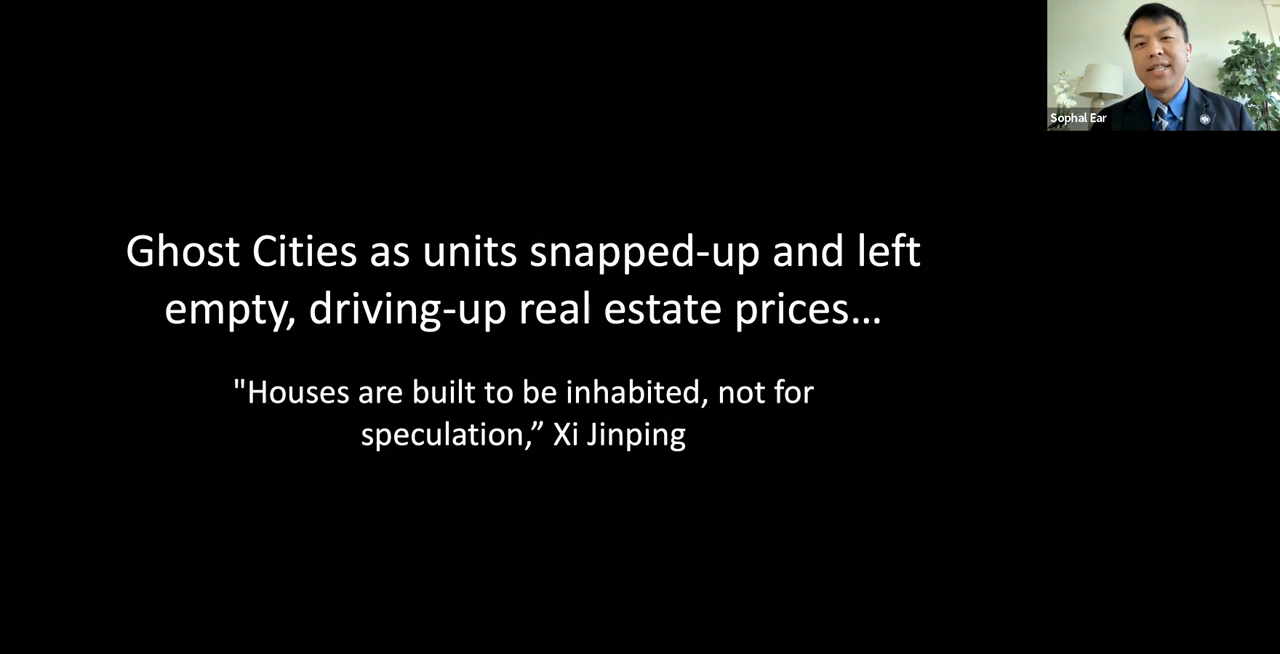 Sophal Ear
Ghost Cities as units snapped-up and left
empty, driving-up real estate prices…
"Houses are built to be inhabited, not for
speculation,” Xi Jinping